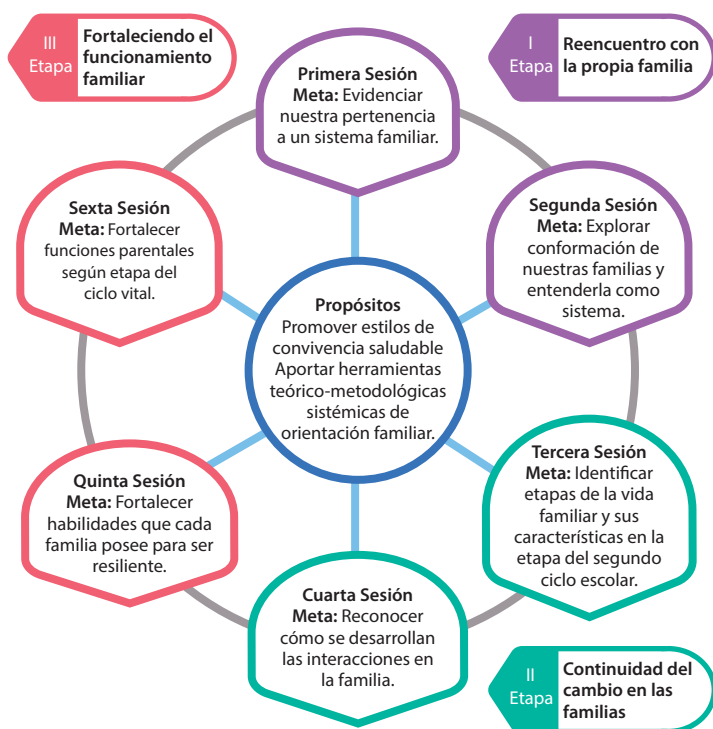 III
Etapa
Fortaleciendo el
funcionamiento
familiar
I
Etapa
Reencuentro con
la propia familia
Primera Sesión
Meta: Evidenciar
nuestra pertenencia
a un sistema familiar.
Segunda Sesión
Meta: Explorar
conformación de
nuestras familias y
entenderla como
sistema.
Tercera Sesión
Meta: Identificar
etapas de la vida
familiar y sus
características en la
etapa del segundo
ciclo escolar.
Cuarta Sesión
Meta: Reconocer
cómo se desarrollan
las interacciones en
la familia.
Quinta Sesión
Meta: Fortalecer
habilidades que cada
familia posee para ser
resiliente.
Sexta Sesión
Meta: Fortalecer
funciones parentales
según etapa del
ciclo vital.
Propósitos
Promover estilos de
convivencia saludable
Aportar herramientas
teórico-metodológicas
sistémicas de
orientación familiar.
II
Etapa
Continuidad del
cambio en las
familias